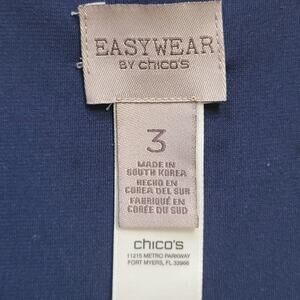 EASYWEAR
BY chico's
3
MADE IN
SOUTH KOREA
HECHO EN
COREA DEL SUR
FABRIQUÉ EN
CORÉE DU SUD
chico's
11215 METRO PARKWAY
FORT MYERS, FL 33966